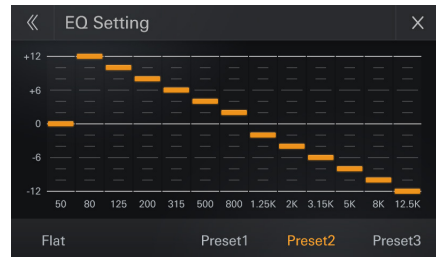 EQ Setting
+12
+6
0
-6
-12
50 80 125 200 315 500 800 1.25K 2K 3.15K 5K 8K 12.5K
Flat Preset1 Preset2 Preset3